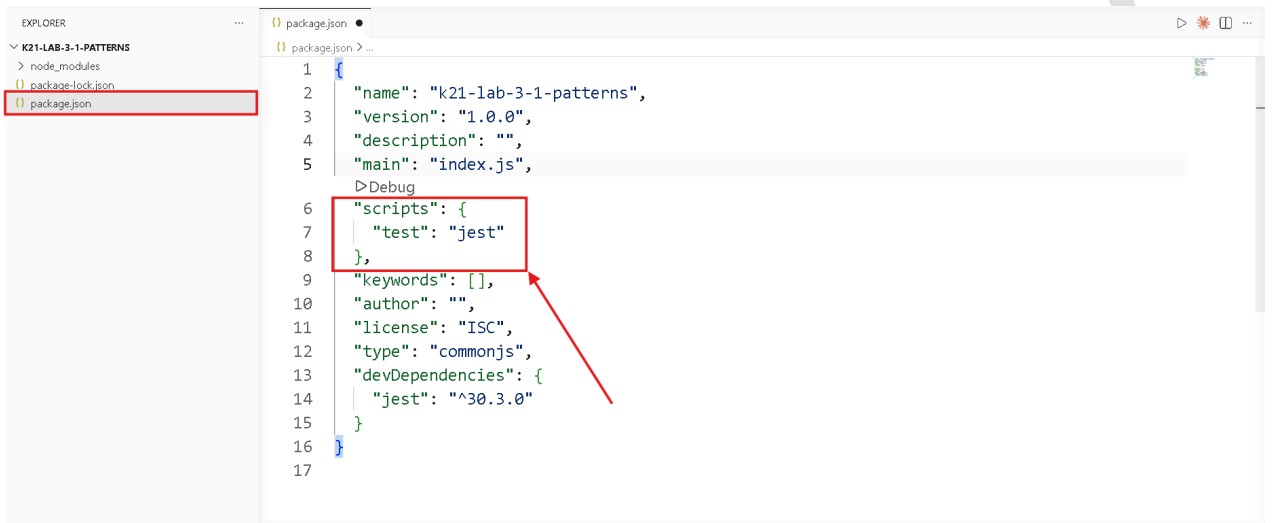 EXPLORER ...
K21-LAB-3-1-PATTERNS
node_modules
{} package-lock.json
{} package.json
{} package.json ●
{} package.json > ...
1 {
2 "name": "k21-lab-3-1-patterns",
3 "version": "1.0.0",
4 "description": "",
5 "main": "index.js",
Debug
6 "scripts": {
7 "test": "jest"
8 },
9 "keywords": [],
10 "author": "",
11 "license": "ISC",
12 "type": "commonjs",
13 "devDependencies": {
14 "jest": "^30.3.0"
15 }
16 }
17